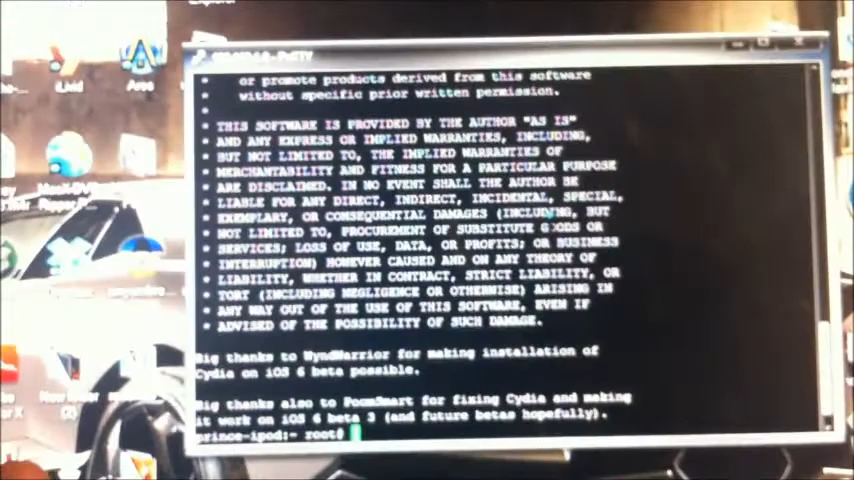 or promote products derived from this software
without specific prior written permission.
THIS SOFTWARE IS PROVIDED BY THE AUTHOR "AS IS"
AND ANY EXPRESS OR IMPLIED WARRANTIES, INCLUDING,
BUT NOT LIMITED TO, THE IMPLIED WARRANTIES OF
MERCHANTABILITY AND FITNESS FOR A PARTICULAR PURPOSE
ARE DISCLAIMED. IN NO EVENT SHALL THE AUTHOR BE
LIABLE FOR ANY DIRECT, INDIRECT, INCIDENTAL, SPECIAL,
EXEMPLARY, OR CONSEQUENTIAL DAMAGES (INCLUDING, BUT
NOT LIMITED TO, PROCUREMENT OF SUBSTITUTE GOODS OR
SERVICES; LOSS OF USE, DATA, OR PROFITS; OR BUSINESS
INTERRUPTION) HOWEVER CAUSED AND ON ANY THEORY OF
LIABILITY, WHETHER IN CONTRACT, STRICT LIABILITY, OR
TORT (INCLUDING NEGLIGENCE OR OTHERWISE) ARISING IN
ANY WAY OUT OF THE USE OF THIS SOFTWARE, EVEN IF
ADVISED OF THE POSSIBILITY OF SUCH DAMAGE.
Big thanks to WyndWarrior for making installation of
Cydia on iOS 6 beta possible.
Big thanks also to PoomSmart for fixing Cydia and making
it work on iOS 6 beta 3 (and future betas hopefully).
prince-ipod:~ root#
Ares
(2)